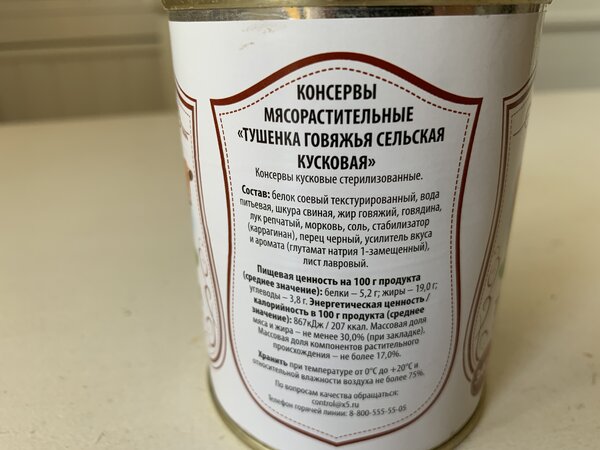 КОНСЕРВЫ
МЯСОРАСТИТЕЛЬНЫЕ
«ТУШЕНКА ГОВЯЖЬЯ СЕЛЬСКАЯ
КУСКОВАЯ»
Консервы кусковые стерилизованные.
Состав: белок соевый текстурированный, вода
питьевая, шкура свиная, жир говяжий, говядина,
лук репчатый, морковь, соль, стабилизатор
(каррагинан), перец черный, усилитель вкуса
и аромата (глутамат натрия 1-замещенный),
лист лавровый.
Пищевая ценность на 100 г продукта
(среднее значение): белки – 5,2 г; жиры – 19,0 г;
углеводы – 3,8 г. Энергетическая ценность /
калорийность в 100 г продукта (среднее
значение): 867кДж / 207 ккал. Массовая доля
мяса и жира – не менее 30,0% (при закладке).
Массовая доля компонентов растительного
происхождения – не более 17,0%.
Хранить при температуре от 0°С до +20°С и
относительной влажности воздуха не более 75%.
По вопросам качества обращаться:
control@x5.ru
Телефон горячей линии: 8-800-555-55-05